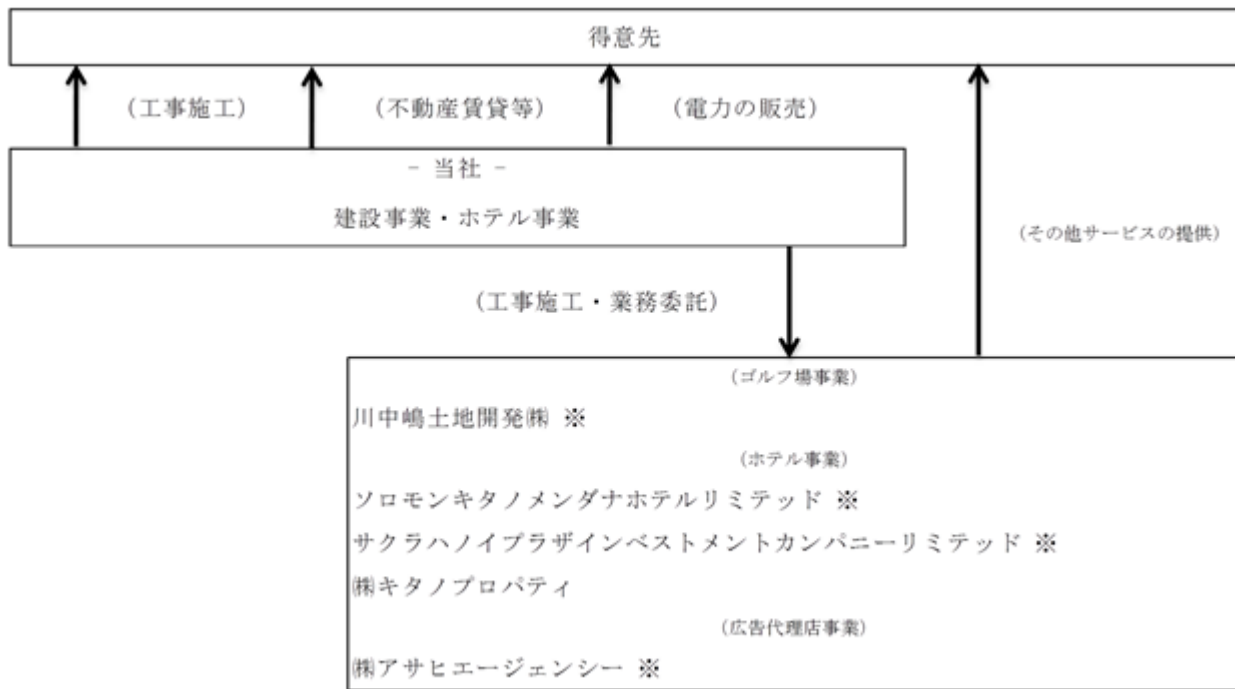 得意先
(工事施工) (不動産賃貸等) (電力の販売)
- 当社 -
建設事業・ホテル事業
(その他サービスの提供)
(工事施工・業務委託)
(ゴルフ場事業)
川中嶋土地開発㈱ ※
(ホテル事業)
ソロモンキタノメンダナホテルリミテッド ※
サクラハノイプラザインベストメントカンパニーリミテッド ※
㈱キタノプロパティ
(広告代理店事業)
㈱アサヒエージェンシー ※